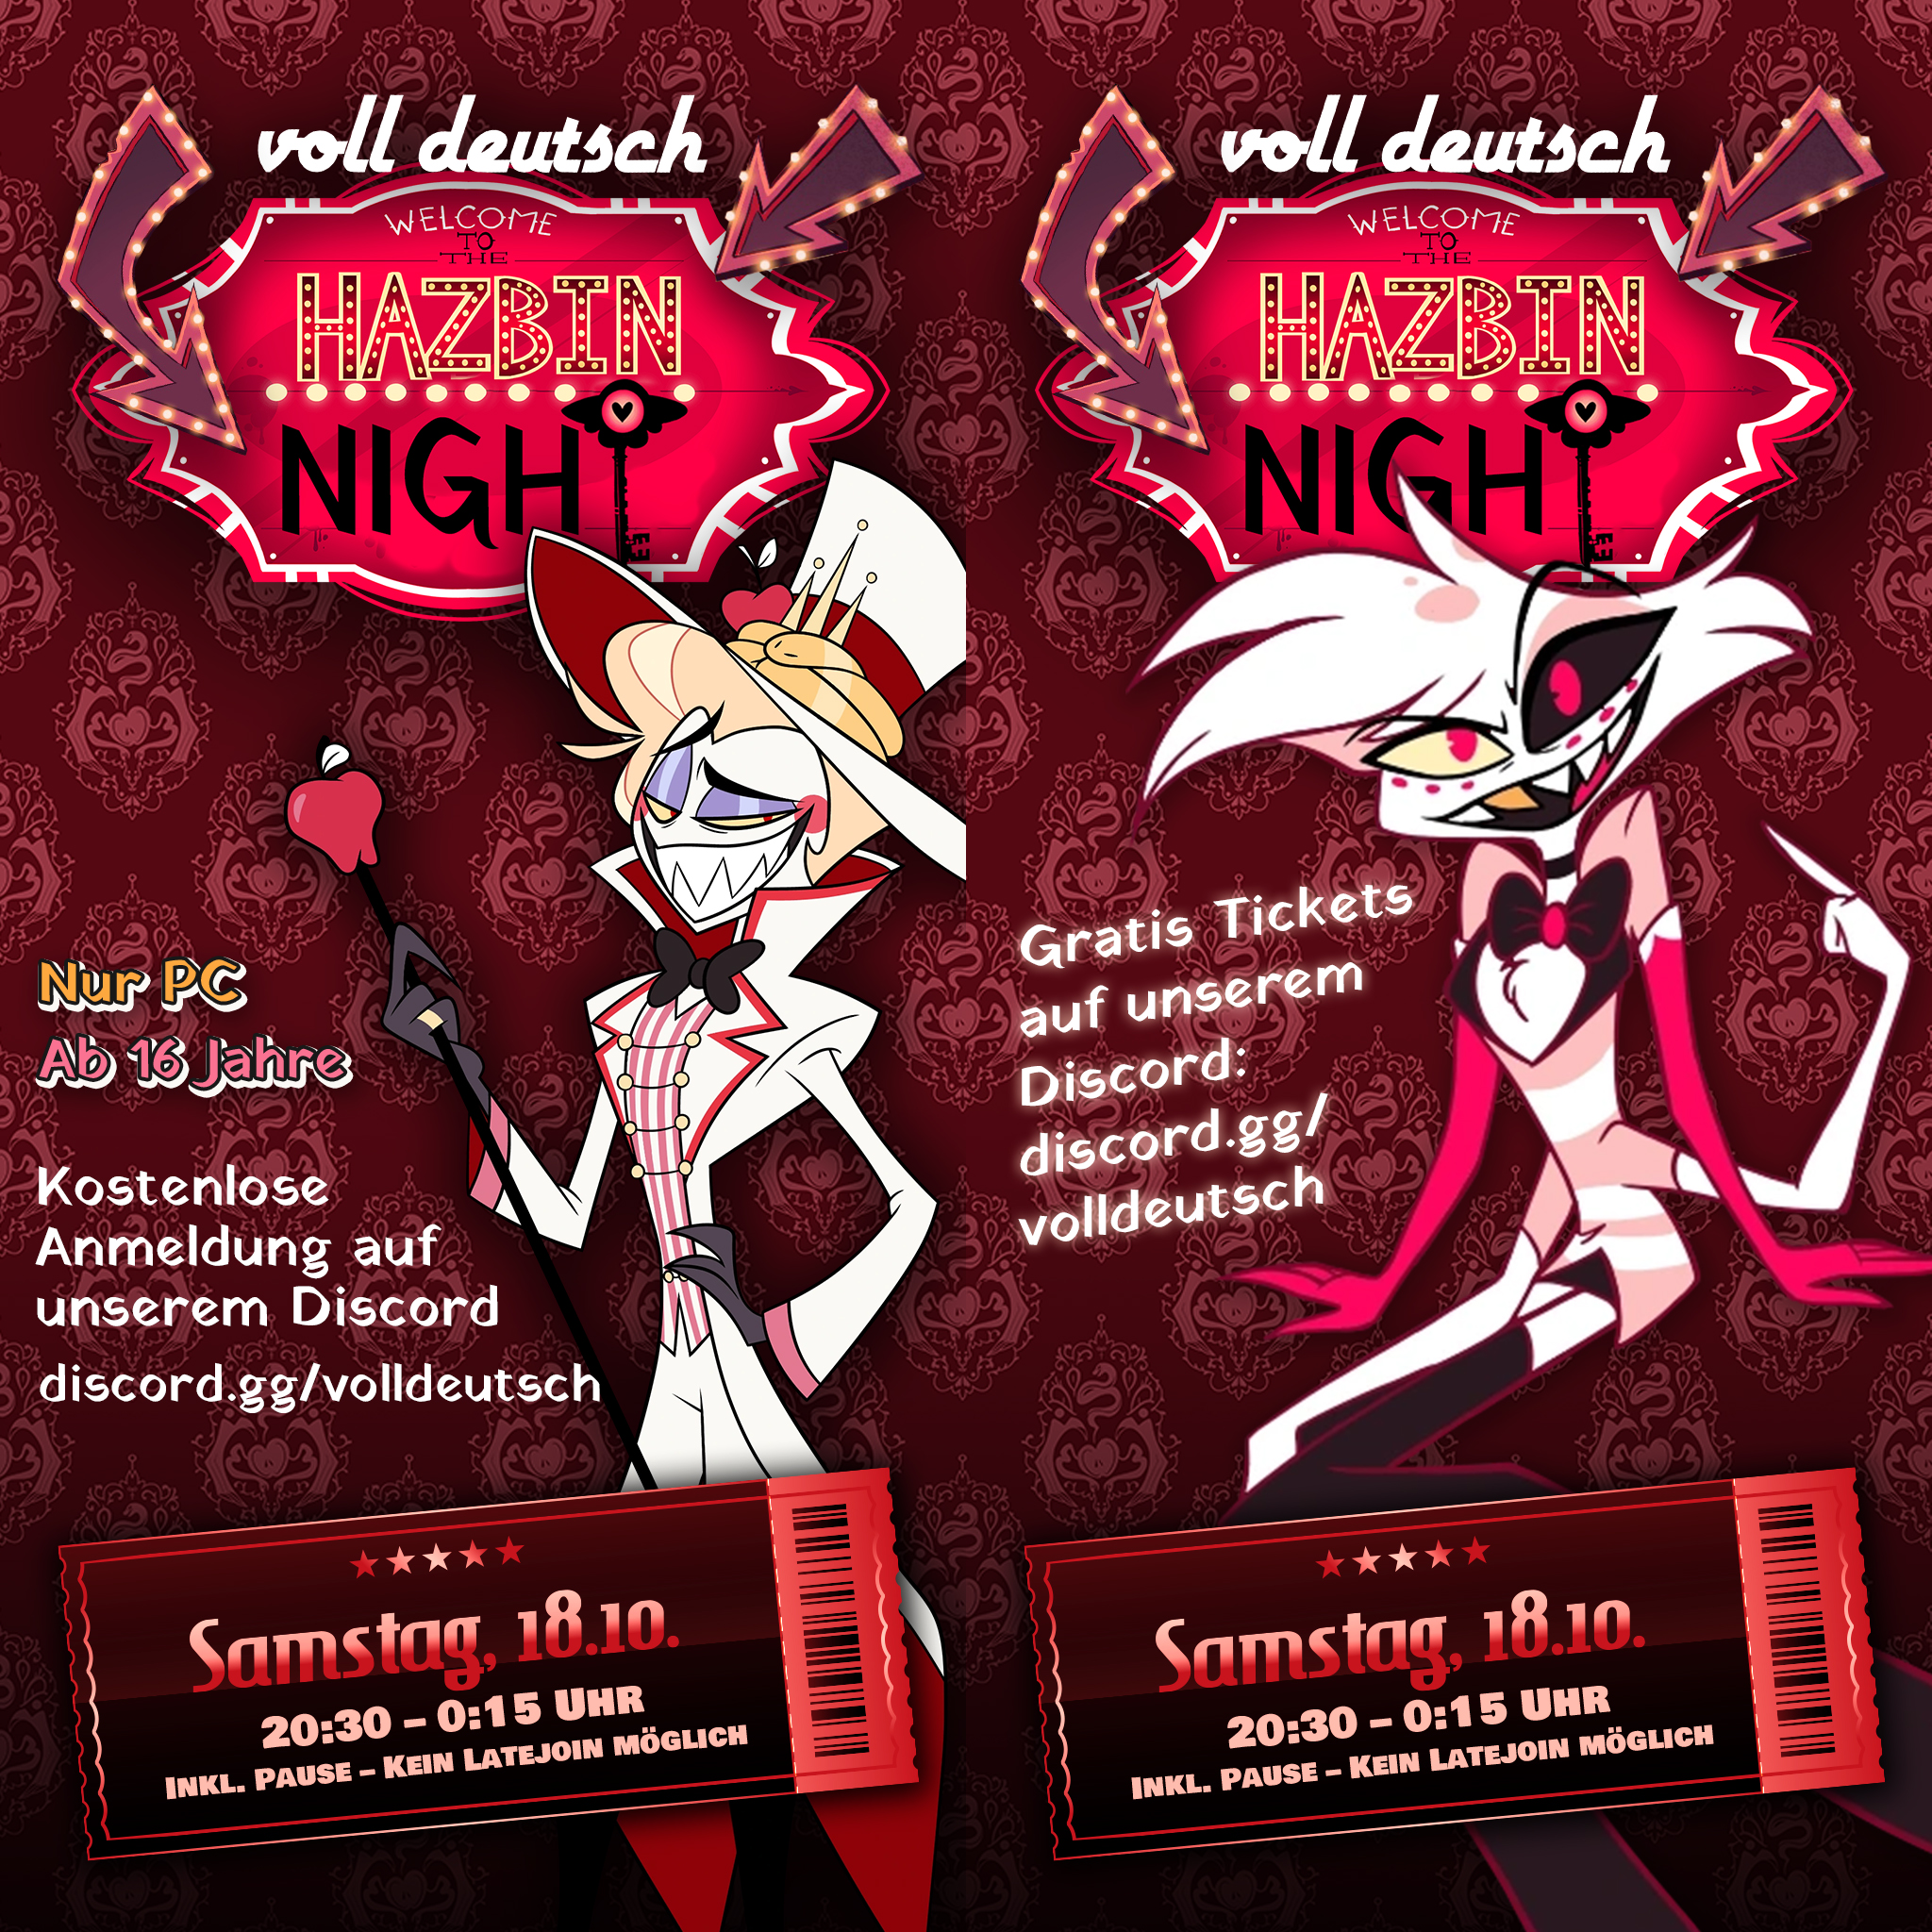 voll deutsch
WELCOME
TO
THE
HAZBIN
NIGHT
Nur PC
Ab 16 Jahre
Kostenlose
Anmeldung auf
unserem Discord
discord.gg/volldeutsch
Samstag, 18.10.
20:30 – 0:15 Uhr
Inkl. Pause – Kein Latejoin möglich
voll deutsch
WELCOME
TO
THE
HAZBIN
NIGHT
Gratis Tickets
auf unserem
Discord:
discord.gg/
volldeutsch
Samstag, 18.10.
20:30 – 0:15 Uhr
Inkl. Pause – Kein Latejoin möglich